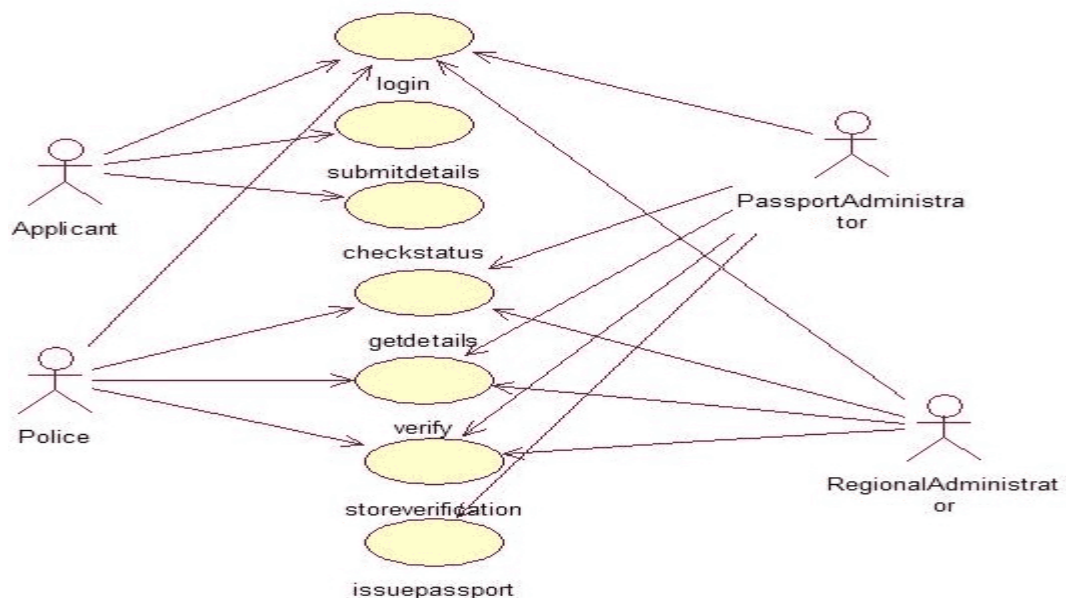 login
submitdetails
Applicant
PassportAdministra
tor
checkstatus
getdetails
Police
verify
RegionalAdministrat
or
storeverification
issuepassport